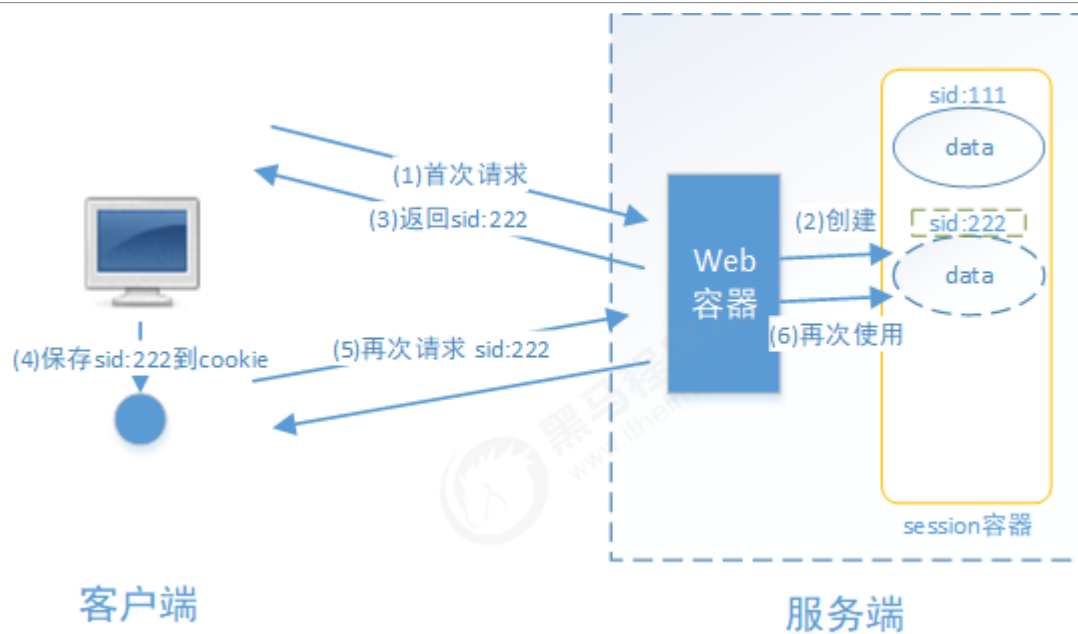 sid:111
data
(1)首次请求
(3)返回sid:222
(2)创建
sid:222
data
Web
容器
(6)再次使用
(4)保存sid:222到cookie
(5)再次请求 sid:222
session容器
客户端
服务端